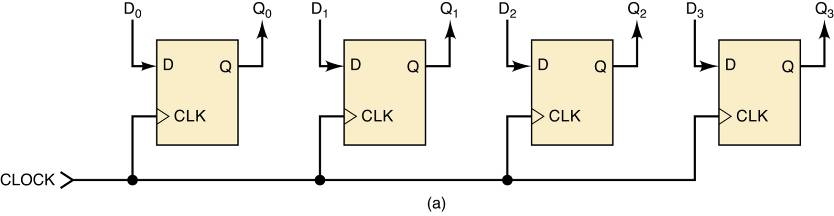 D0 Q0 D1 Q1 D2 Q2 D3 Q3
D Q D Q D Q D Q
CLK CLK CLK CLK
CLOCK
(a)